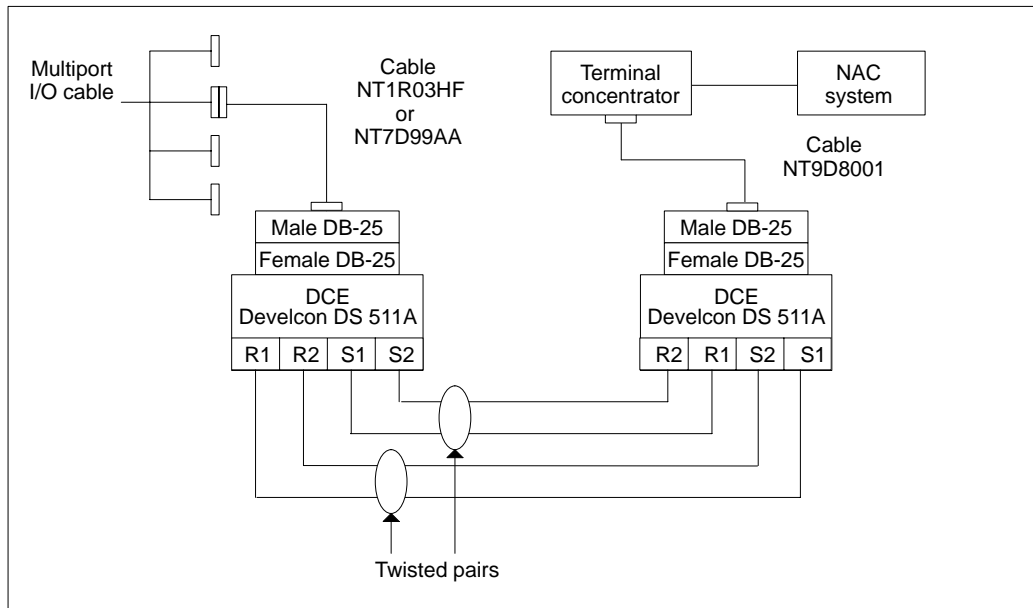 Multiport
I/O cable
Cable
NT1R03HF
or
NT7D99AA
Terminal
concentrator
NAC
system
Cable
NT9D8001
Male DB-25
Female DB-25
DCE
Develcon DS 511A
R1 R2 S1 S2
Male DB-25
Female DB-25
DCE
Develcon DS 511A
R2 R1 S2 S1
Twisted pairs